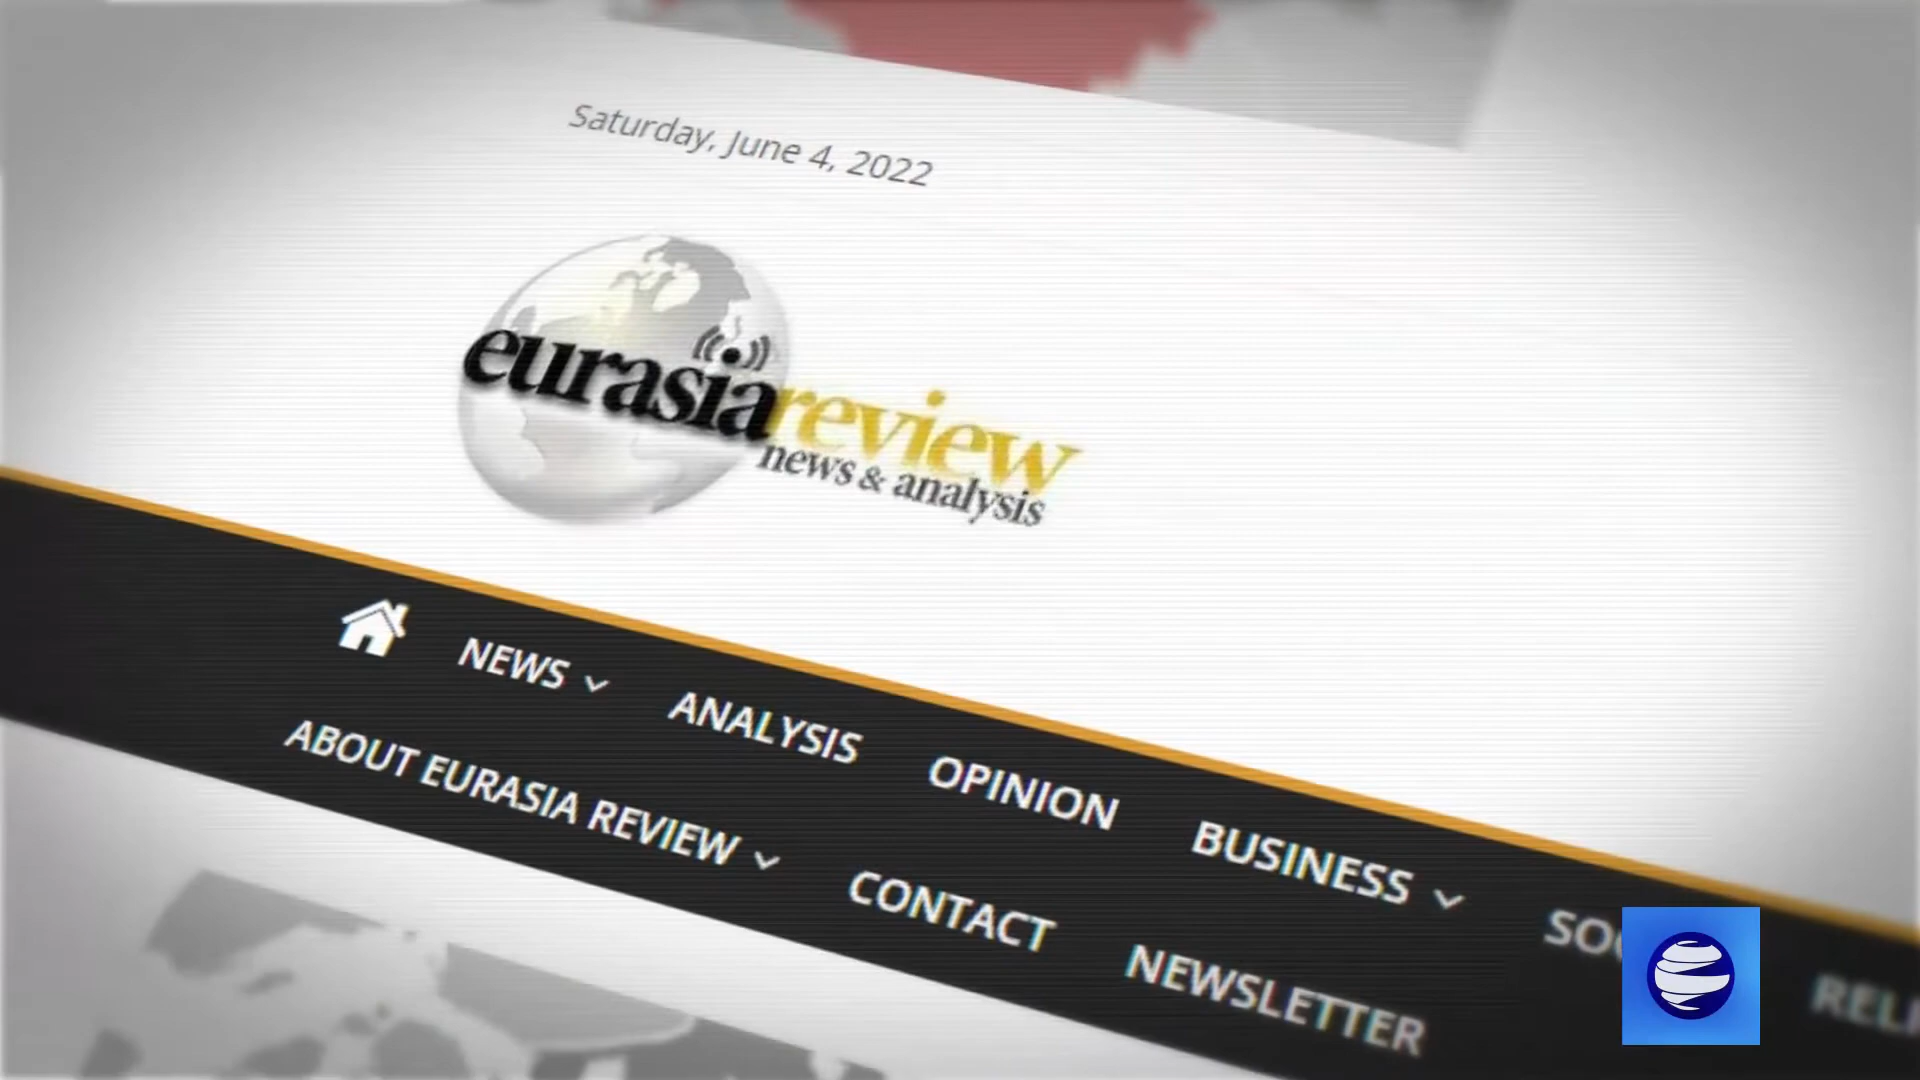 Saturday, June 4, 2022
eurasiareview
news & analysis
NEWS
ANALYSIS
OPINION
BUSINESS
ABOUT EURASIA REVIEW
CONTACT
NEWSLETTER